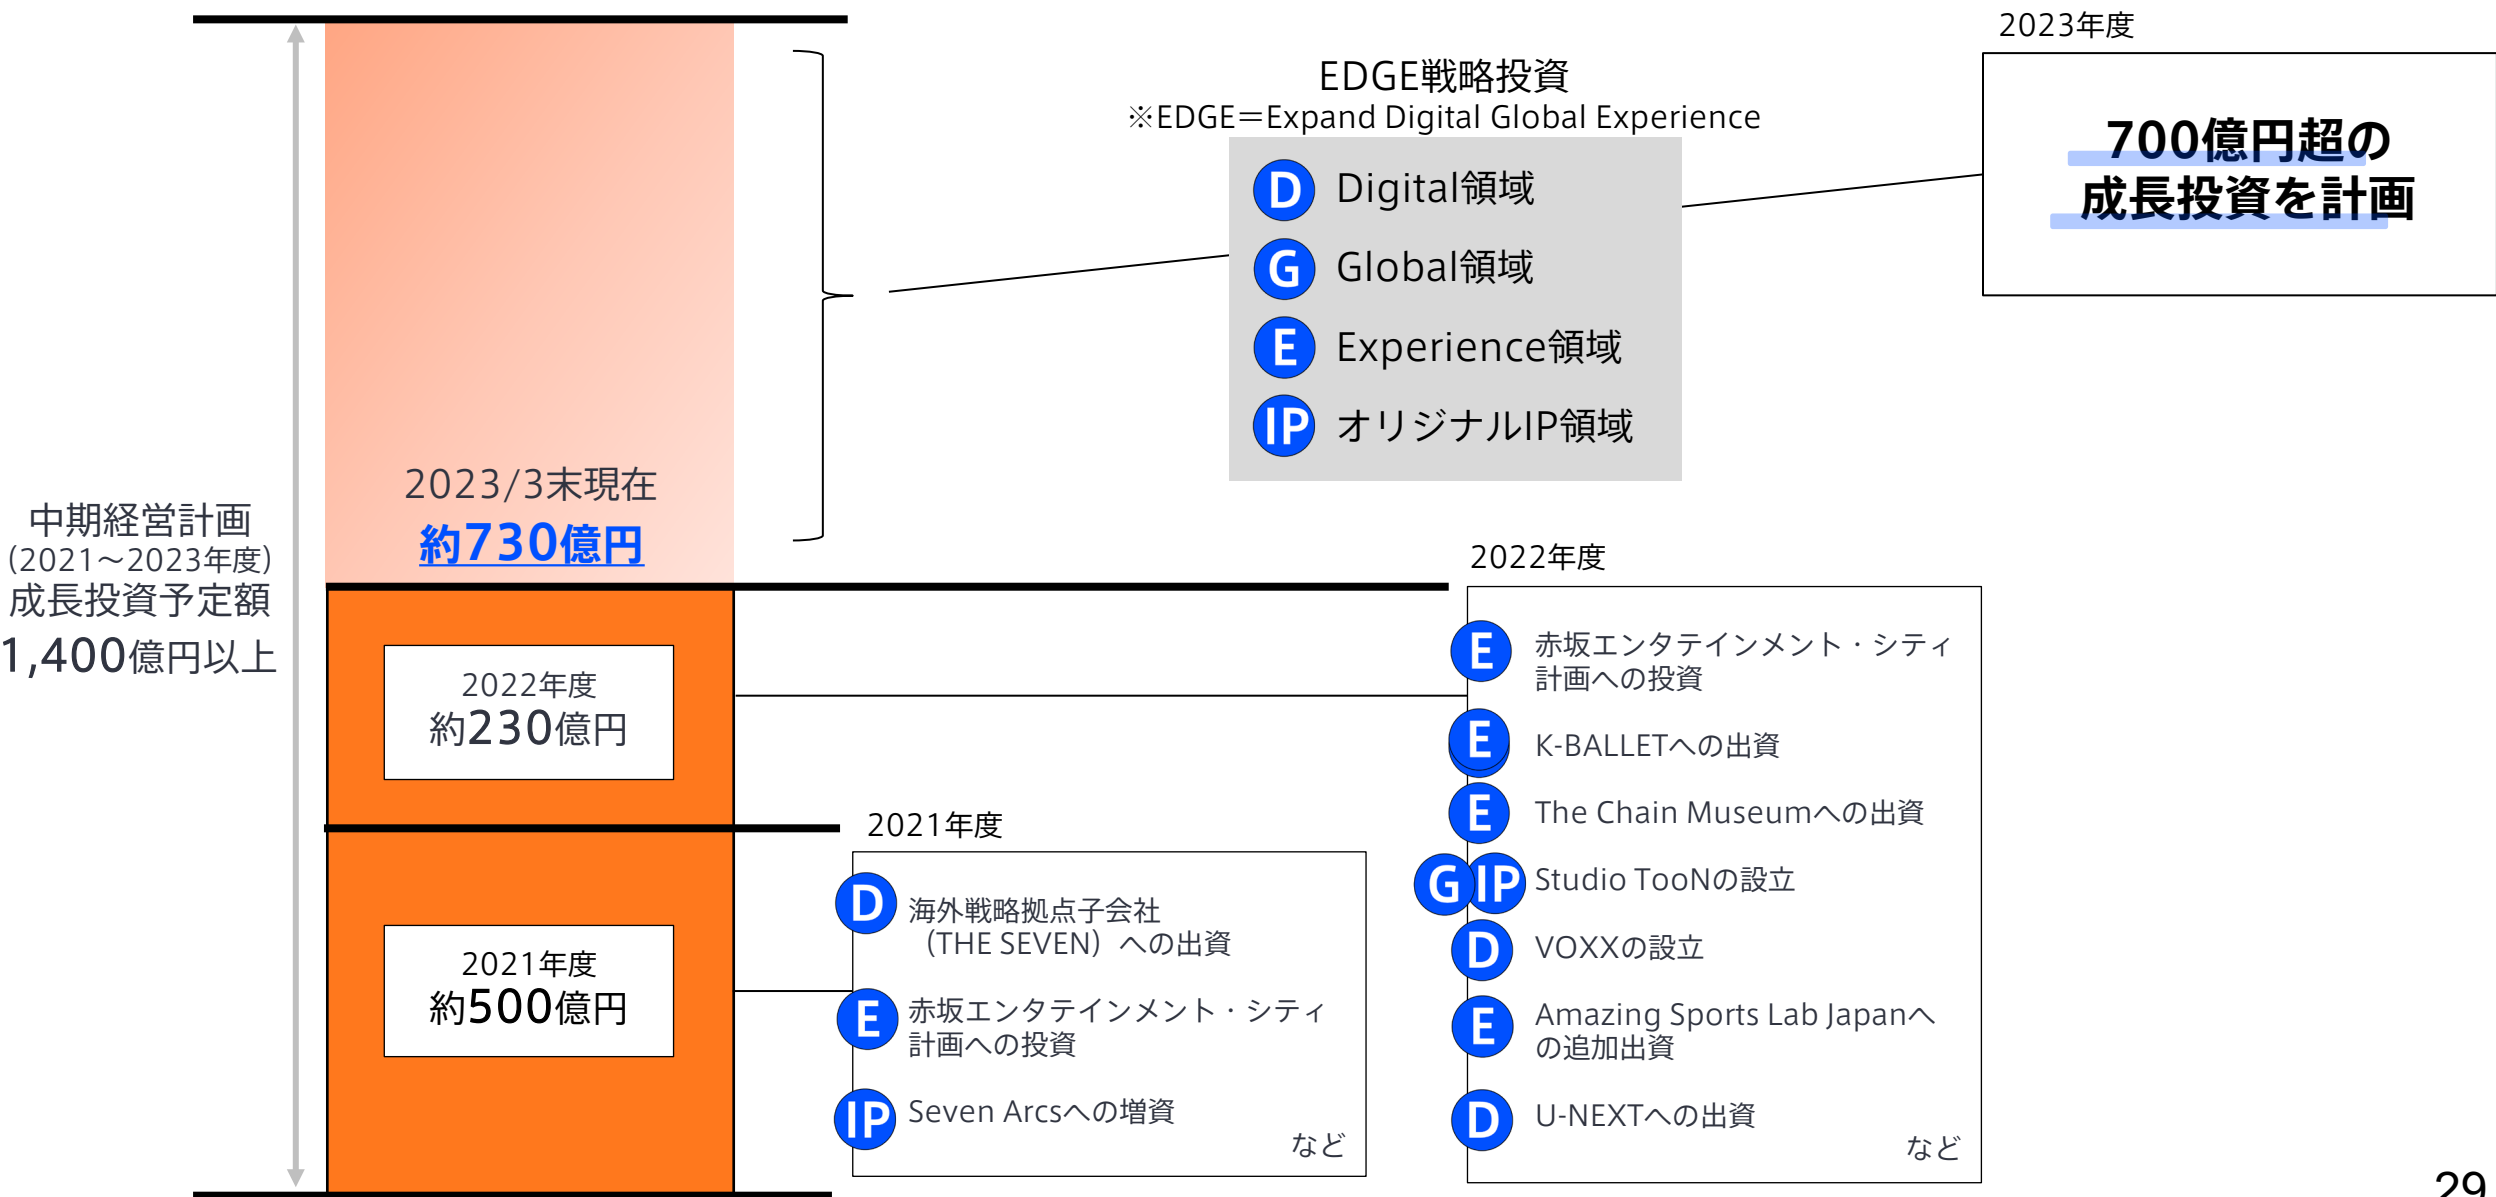 中期経営計画
（2021～2023年度）
成長投資予定額
1,400億円以上
2023/3末現在
約730億円
2022年度
約230億円
2021年度
約500億円
EDGE戦略投資
※EDGE＝Expand Digital Global Experience
D Digital領域
G Global領域
E Experience領域
IP オリジナルIP領域
2023年度
700億円超の
成長投資を計画
2021年度
D 海外戦略拠点子会社
（THE SEVEN）への出資
E 赤坂エンタテインメント・シティ
計画への投資
IP Seven Arcsへの増資
など
2022年度
E 赤坂エンタテインメント・シティ
計画への投資
E K-BALLETへの出資
E The Chain Museumへの出資
G IP Studio TooNの設立
D VOXXの設立
E Amazing Sports Lab Japanへ
の追加出資
D U-NEXTへの出資
など
29